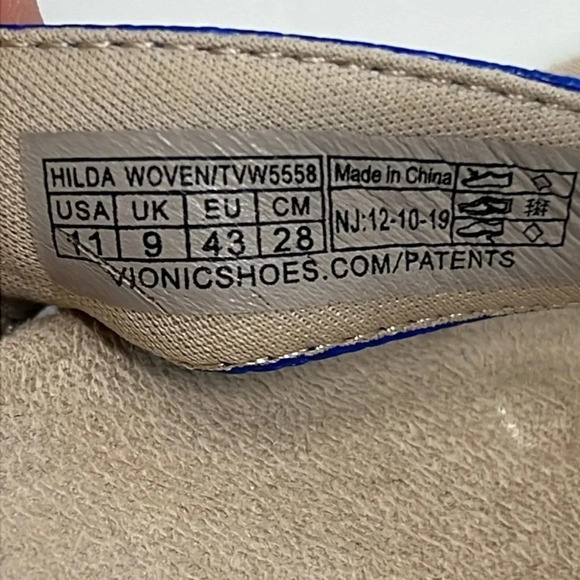 HILDA WOVEN/TVW5558
USA UK EU CM
11 9 43 28
Made in China
NJ:12-10-19
VIONICSHOES.COM/PATENTS